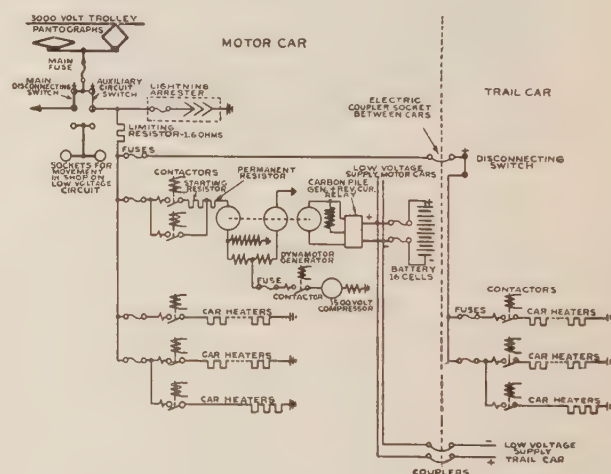 3000 VOLT TROLLEY
PANTOGRAPHS
MOTOR CAR
MAIN
FUSE
MAIN
DISCONNECTING
SWITCH
AUXILIARY
CIRCUIT
SWITCH
LIGHTNING
ARRESTER
ELECTRIC
COUPLER SOCKET
BETWEEN CARS
TRAIL CAR
LIMITING
RESISTOR-1.6 OHMS
FUSES
SOCKETS FOR
MOVEMENT
IN SHOP ON
LOW VOLTAGE
CIRCUIT
DISCONNECTING
SWITCH
CONTACTORS
STARTING
RESISTOR
PERMANENT
RESISTOR
LOW VOLTAGE
SUPPLY MOTOR CARS
CARBON PILE
GEN. + REV. CUR.
RELAY
+
-
DYNAMOTOR
GENERATOR
BATTERY
16 CELLS
-
FUSE
CONTACTOR
1500 VOLT
COMPRESSOR
CAR HEATERS
CAR HEATERS
CAR HEATERS
CONTACTORS
FUSES
CAR HEATERS
CAR HEATERS
CAR HEATERS
-
+
LOW VOLTAGE
SUPPLY
TRAIL CAR
COUPLERS